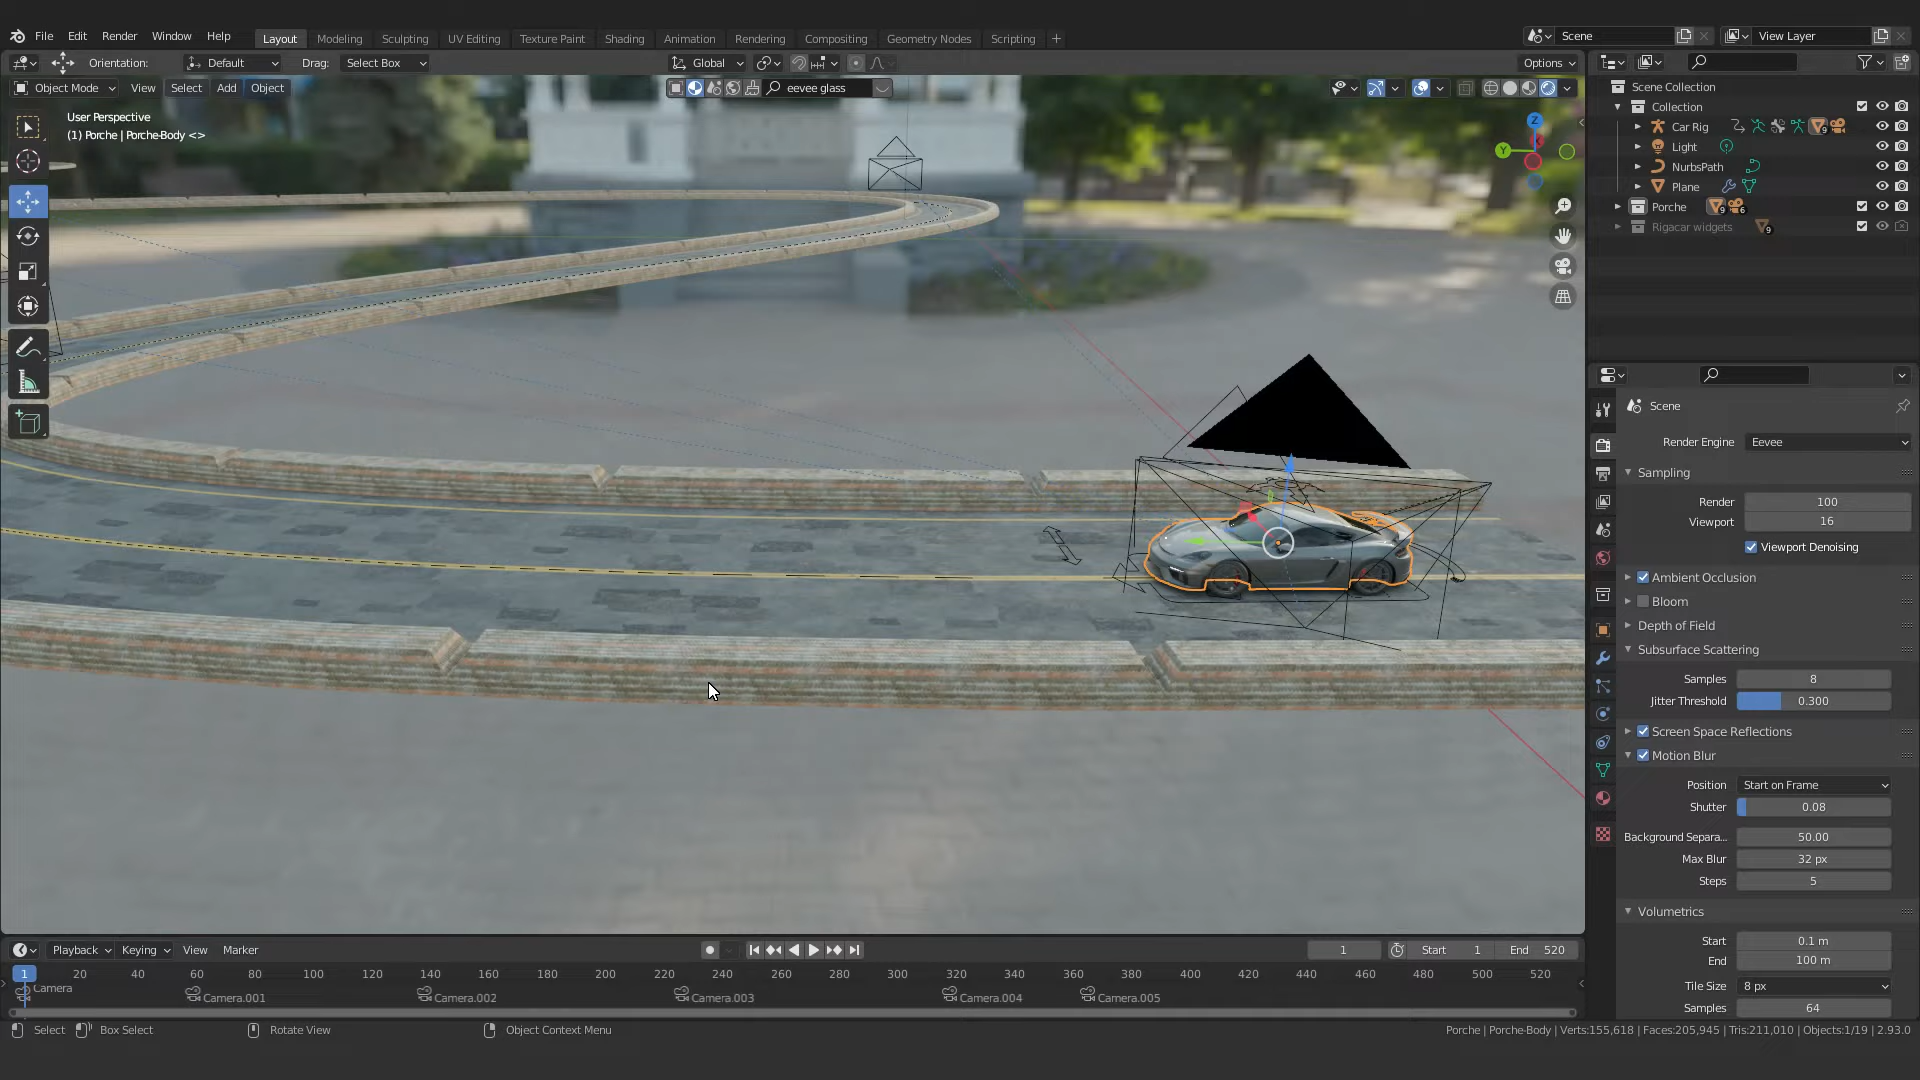 File Edit Render Window Help Layout Modeling Sculpting UV Editing Texture Paint Shading Animation Rendering Compositing Geometry Nodes Scripting + Scene View Layer
Orientation: Default Drag: Select Box Global Options
Object Mode View Select Add Object eevee glass
User Perspective
(1) Porche | Porche-Body <>
Z
Y
Scene Collection
Collection
Car Rig 9
Light
NurbsPath
Plane
Porche 9 6
Rigacar widgets 9
Scene
Render Engine Eevee
Sampling
Render 100
Viewport 16
Viewport Denoising
Ambient Occlusion
Bloom
Depth of Field
Subsurface Scattering
Samples 8
Jitter Threshold 0.300
Screen Space Reflections
Motion Blur
Position Start on Frame
Shutter 0.08
Background Separa... 50.00
Max Blur 32 px
Steps 5
Volumetrics
Start 0.1 m
End 100 m
Tile Size 8 px
Samples 64
Playback Keying View Marker 1 Start 1 End 520
1 20 40 60 80 100 120 140 160 180 200 220 240 260 280 300 320 340 360 380 400 420 440 460 480 500 520
Camera Camera.001 Camera.002 Camera.003 Camera.004 Camera.005
Select Box Select Rotate View Object Context Menu Porche | Porche-Body | Verts:155,618 | Faces:205,945 | Tris:211,010 | Objects:1/19 | 2.93.0